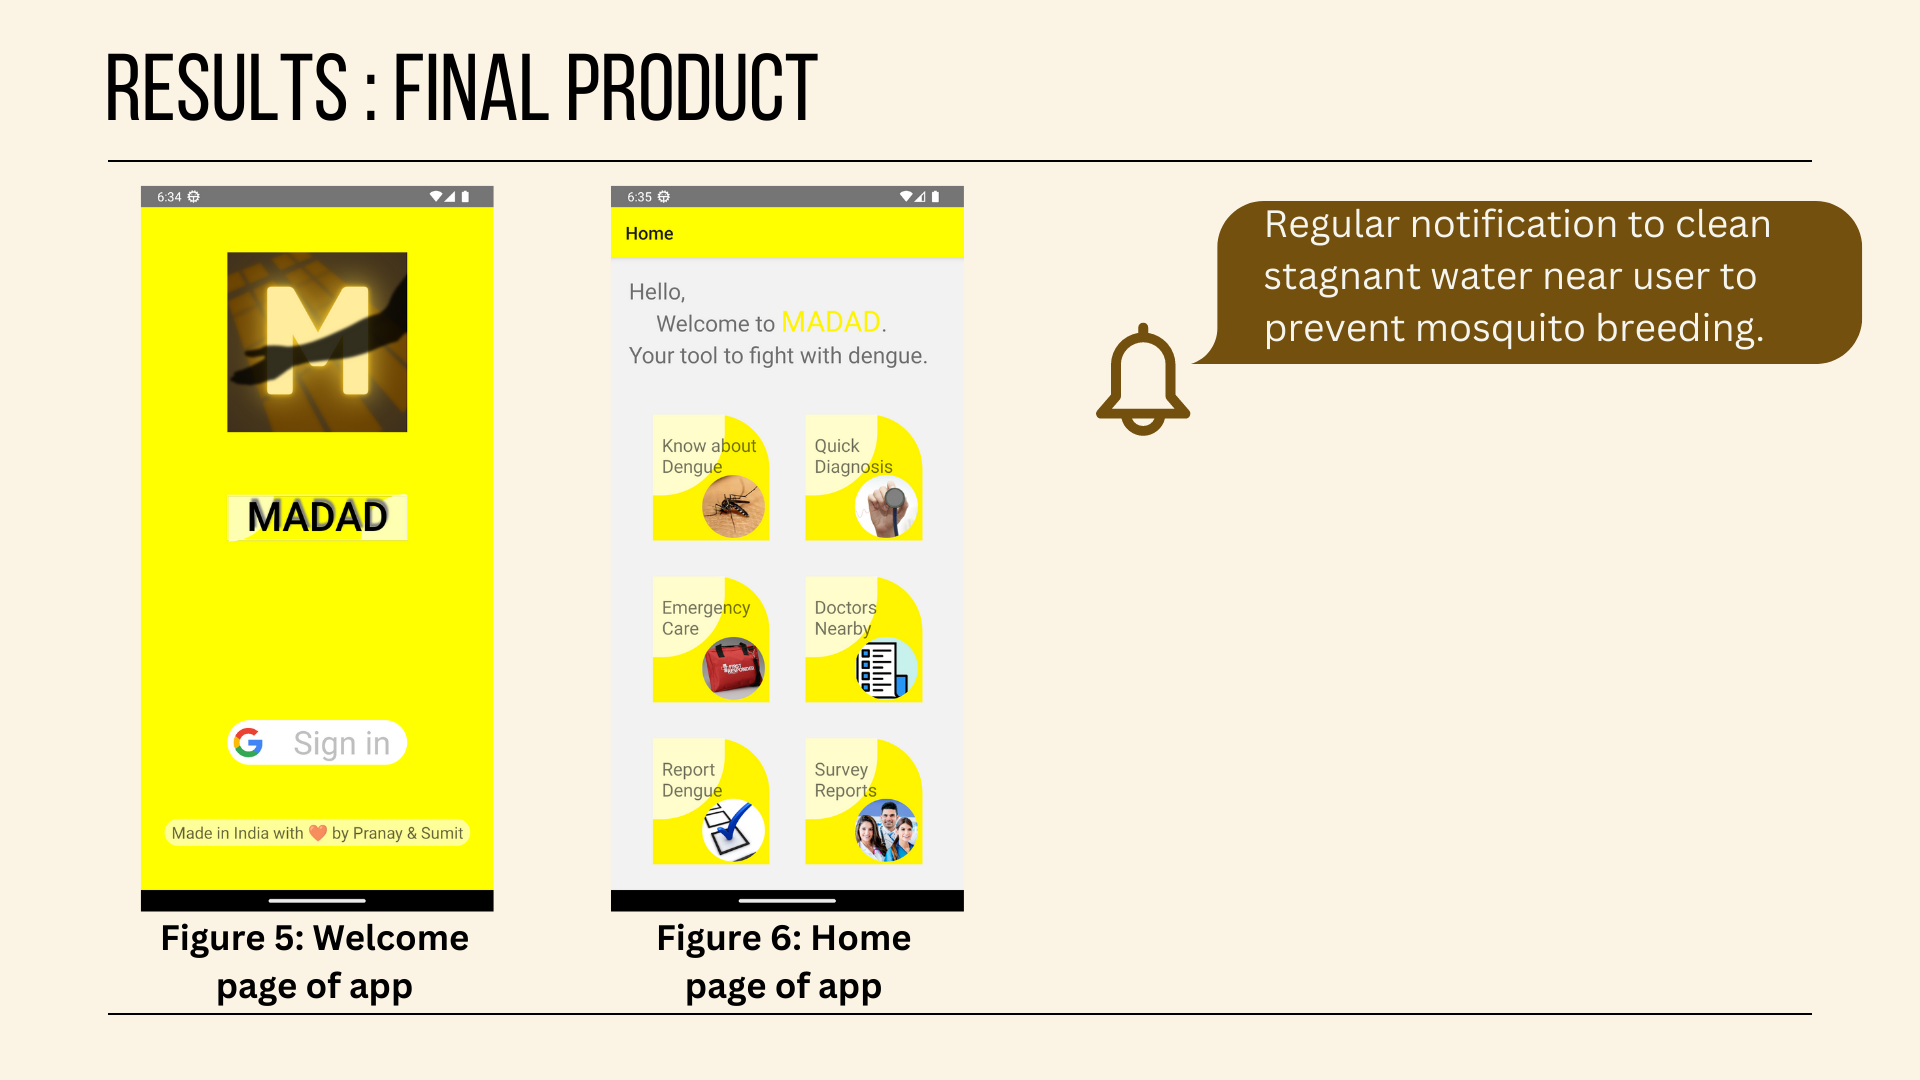 RESULTS : FINAL PRODUCT
6:34
M
MADAD
Sign in
Made in India with ❤ by Pranay & Sumit
Figure 5: Welcome
page of app
6:35
Home
Hello,
Welcome to MADAD.
Your tool to fight with dengue.
Know about
Dengue
Quick
Diagnosis
Emergency
Care
FIRST
RESPONDER
Doctors
Nearby
Report
Dengue
Survey
Reports
Figure 6: Home
page of app
Regular notification to clean
stagnant water near user to
prevent mosquito breeding.